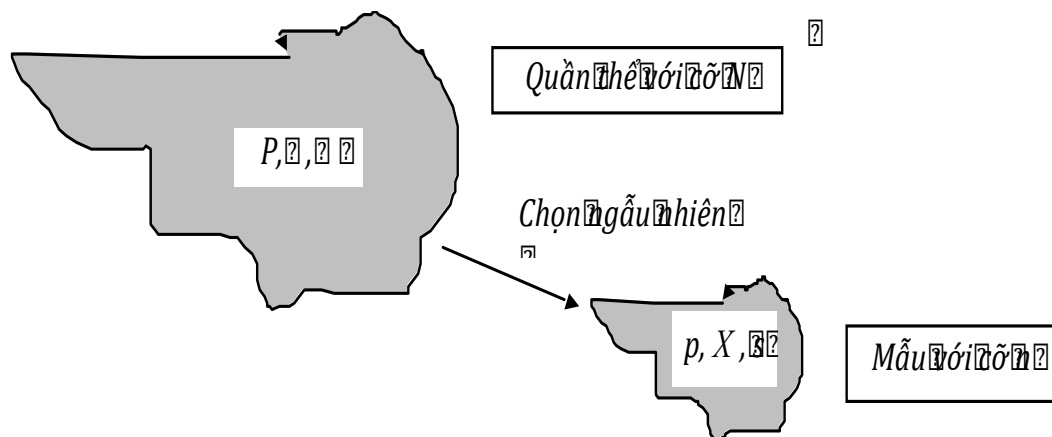 Quần thể với cỡ N
P, ,
Chọn ngẫu nhiên
p, X , s
Mẫu với cỡ n